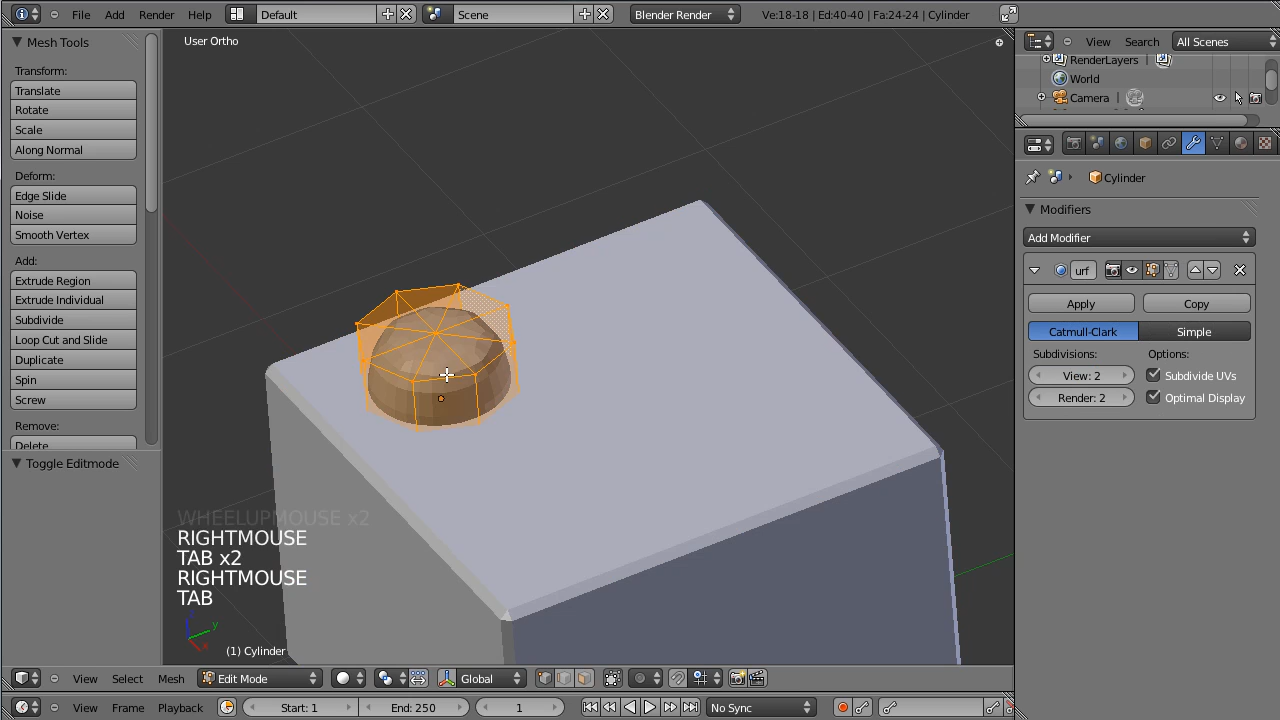 File Add Render Help Default Scene Blender Render Ve:18-18 | Ed:40-40 | Fa:24-24 | Cylinder
Mesh Tools
User Ortho
View Search All Scenes
RenderLayers
World
Camera
Transform:
Translate
Rotate
Scale
Along Normal
Deform:
Edge Slide
Noise
Smooth Vertex
Add:
Extrude Region
Extrude Individual
Subdivide
Loop Cut and Slide
Duplicate
Spin
Screw
Remove:
Delete
Toggle Editmode
WHEELUPMOUSE x2
RIGHTMOUSE
TAB x2
RIGHTMOUSE
TAB
z
y
x
(1) Cylinder
Cylinder
Modifiers
Add Modifier
urf
Apply Copy
Catmull-Clark Simple
Subdivisions: Options:
View: 2 Subdivide UVs
Render: 2 Optimal Display
View Select Mesh Edit Mode Global
View Frame Playback Start: 1 End: 250 1 No Sync